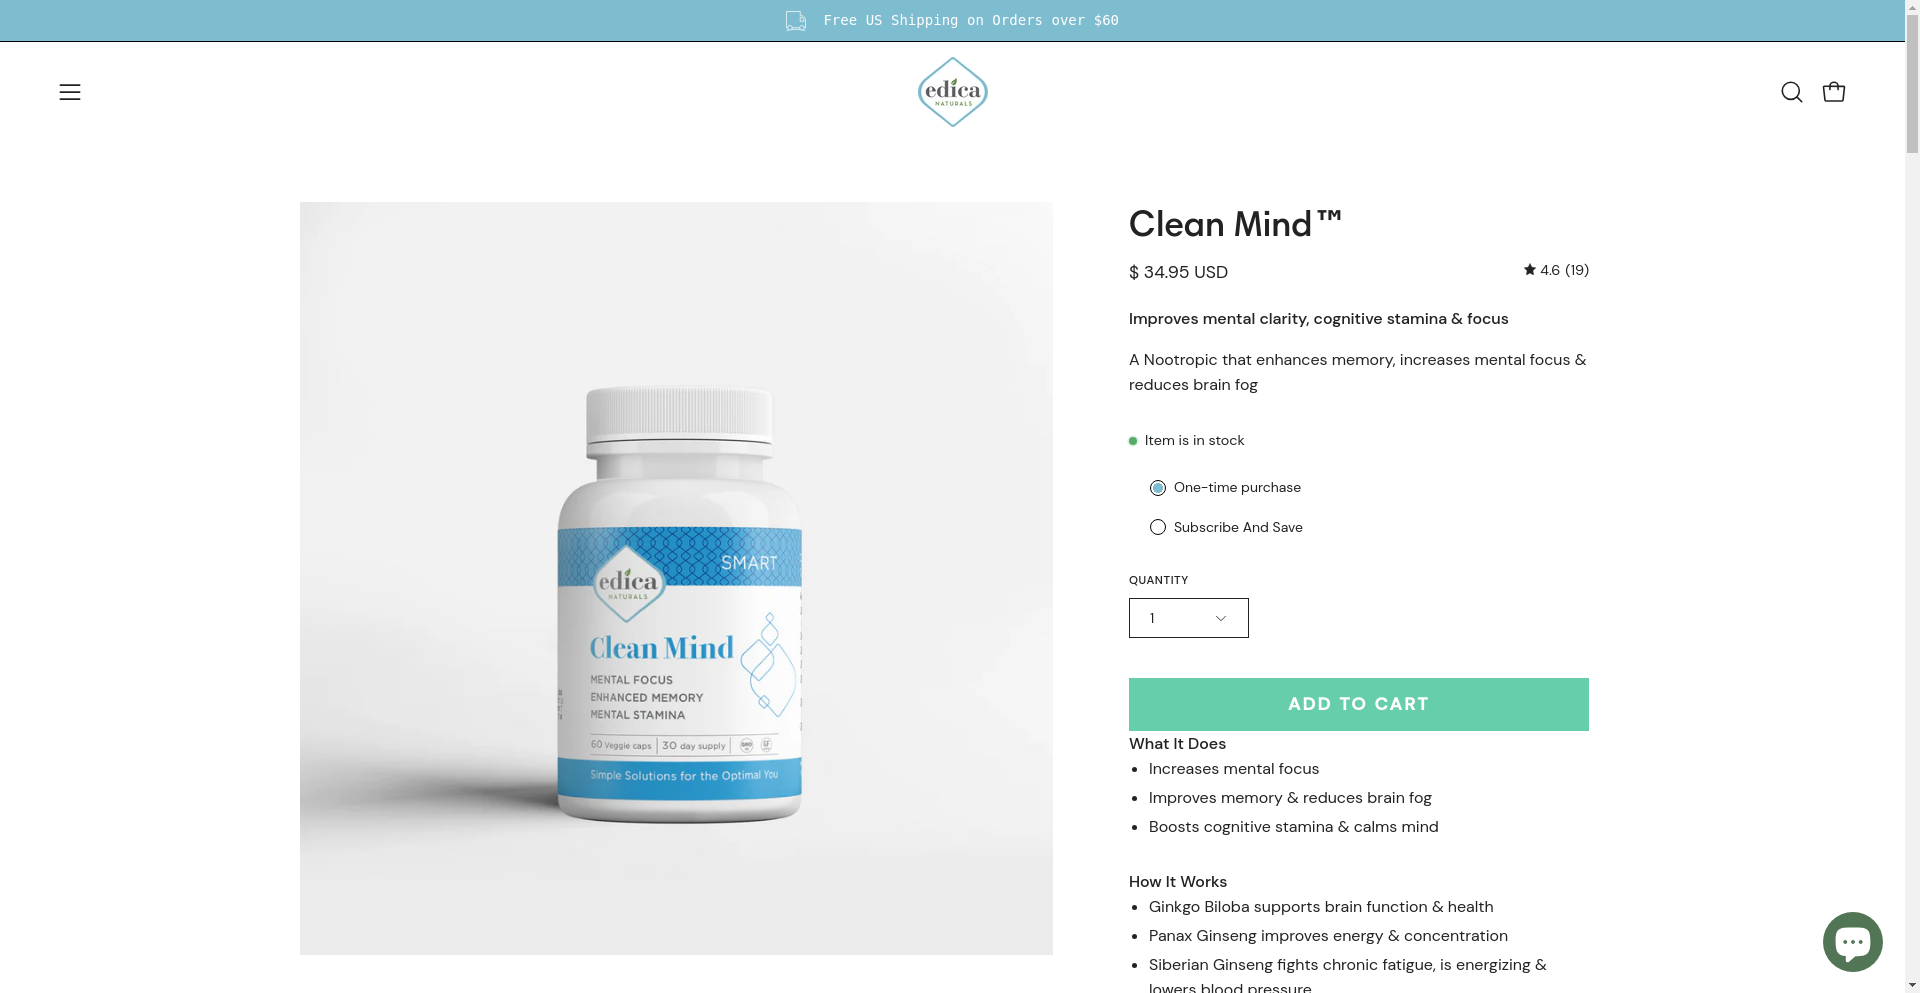 Free US Shipping on Orders over $60
edica
NATURALS
Clean Mind™
$ 34.95 USD
4.6 (19)
Improves mental clarity, cognitive stamina & focus
A Nootropic that enhances memory, increases mental focus &
reduces brain fog
Item is in stock
One-time purchase
Subscribe And Save
QUANTITY
1
ADD TO CART
What It Does
Increases mental focus
Improves memory & reduces brain fog
Boosts cognitive stamina & calms mind
How It Works
Ginkgo Biloba supports brain function & health
Panax Ginseng improves energy & concentration
Siberian Ginseng fights chronic fatigue, is energizing &
lowers blood pressure
SMART
edica
NATURALS
Clean Mind
MENTAL FOCUS
ENHANCED MEMORY
MENTAL STAMINA
60 Veggie caps 30 day supply
Simple Solutions for the Optimal You